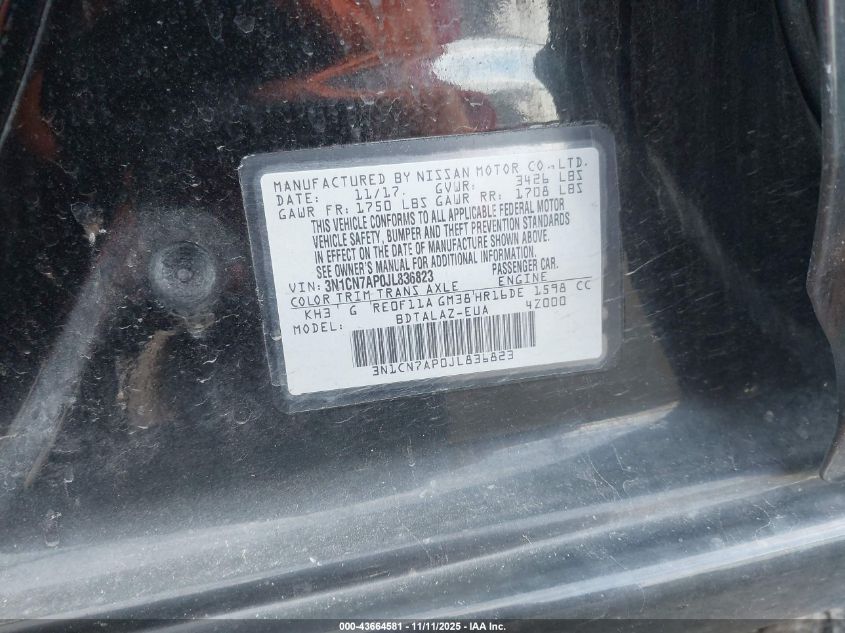 MANUFACTURED BY NISSAN MOTOR CO.,LTD.
DATE: 11/17. GVWR: 3426 LBS
GAWR FR: 1750 LBS GAWR RR: 1708 LBS
THIS VEHICLE CONFORMS TO ALL APPLICABLE FEDERAL MOTOR
VEHICLE SAFETY, BUMPER AND THEFT PREVENTION STANDARDS
IN EFFECT ON THE DATE OF MANUFACTURE SHOWN ABOVE.
SEE OWNER'S MANUAL FOR ADDITIONAL INFORMATION.
VIN: 3N1CN7AP0JL836823 PASSENGER CAR.
COLOR TRIM TRANS AXLE ENGINE
KH3 G RE0F11A GM38 HR16DE 1598 CC
MODEL: BDTALAZ-EUA 4Z000
3N1CN7AP0JL836823
000-43664581 - 11/11/2025 - IAA Inc.